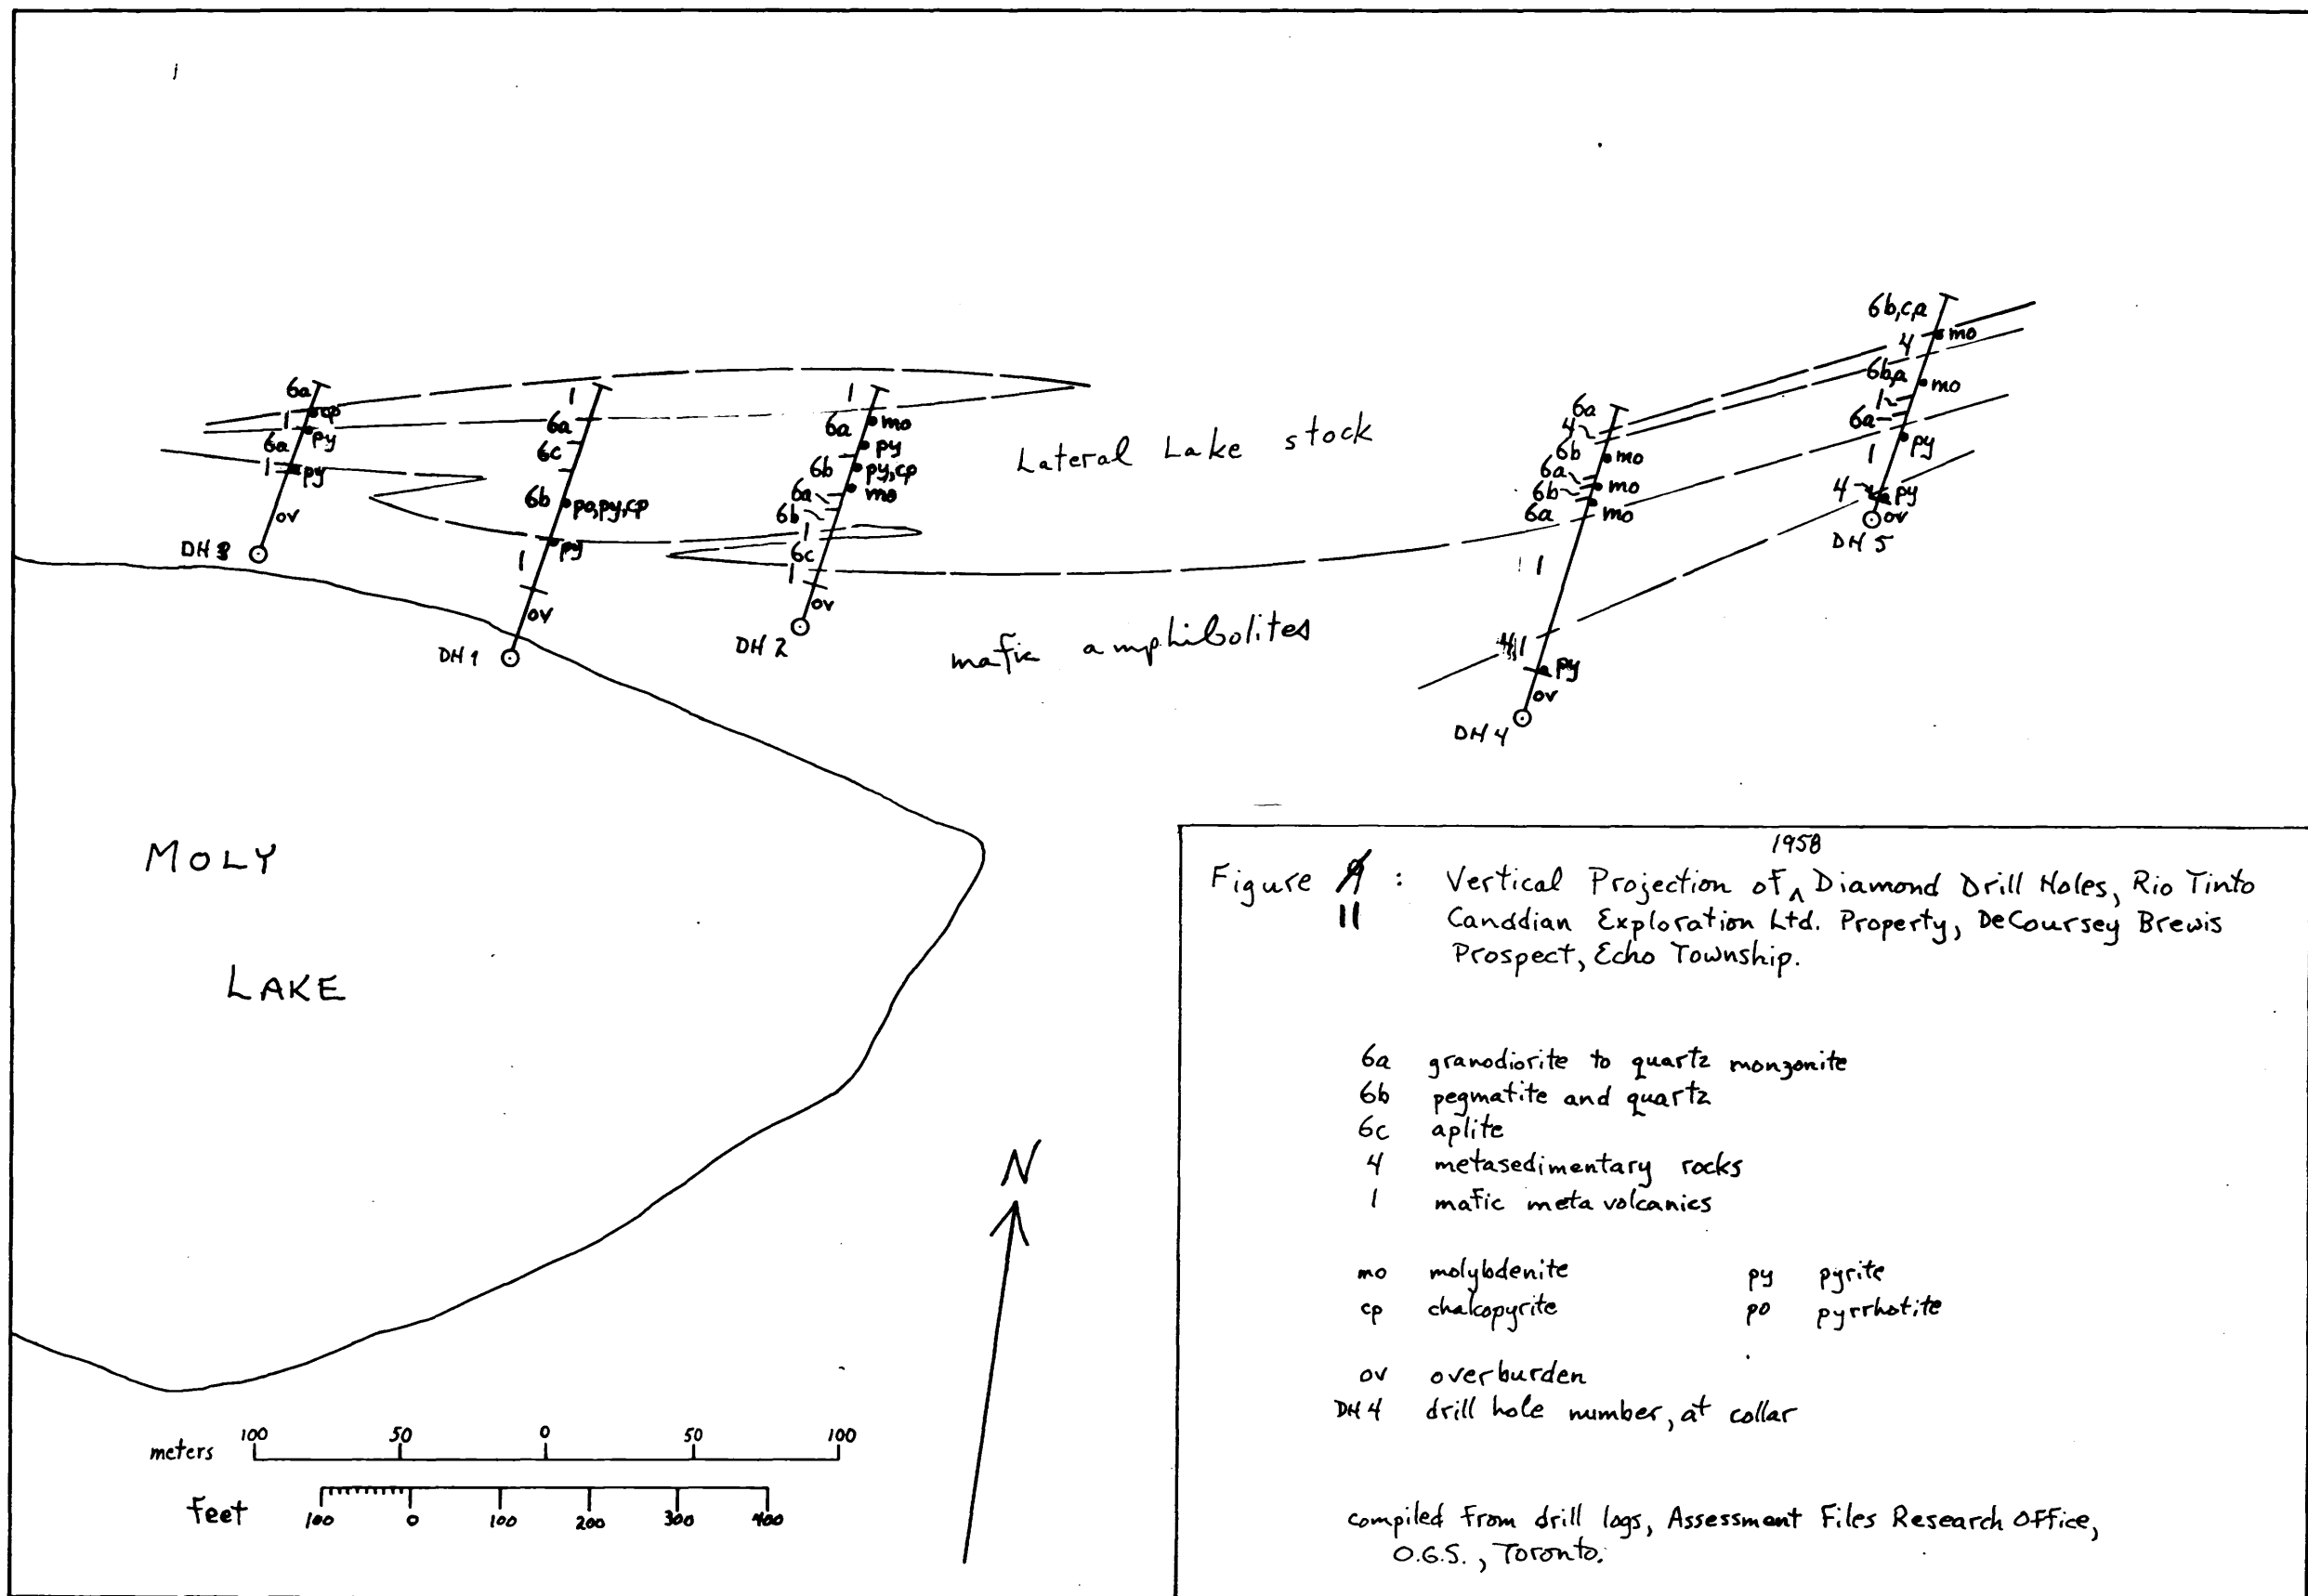 6a
cp
1
py
6a
1
py
ov
DH 3
1
6a
6c
6b
po,py,cp
py
1
ov
DH 1
1
mo
6a
py
6b
py,cp
mo
6a
6b
1
6c
1
ov
DH 2
Lateral Lake stock
mafic amphibolites
6a
4
6b
mo
6a
mo
6b
mo
6a
1
1
py
ov
DH 4
6b,c,a
mo
4
6b,a
mo
1
6a
py
1
4
py
ov
DH 5
MOLY
LAKE
N
meters 100 50 0 50 100
feet 100 0 100 200 300 400
1958
Figure 11 : Vertical Projection of ^ Diamond Drill Holes, Rio Tinto
Canddian Exploration Ltd. Property, DeCoursey Brewis
Prospect, Echo Township.
6a granodiorite to quartz monzonite
6b pegmatite and quartz
6c aplite
4 metasedimentary rocks
1 mafic meta volcanics
mo molybdenite py pyrite
cp chalcopyrite po pyrrhotite
ov overburden
DH 4 drill hole number, at collar
compiled from drill logs, Assessment Files Research Office,
O.G.S., Toronto.